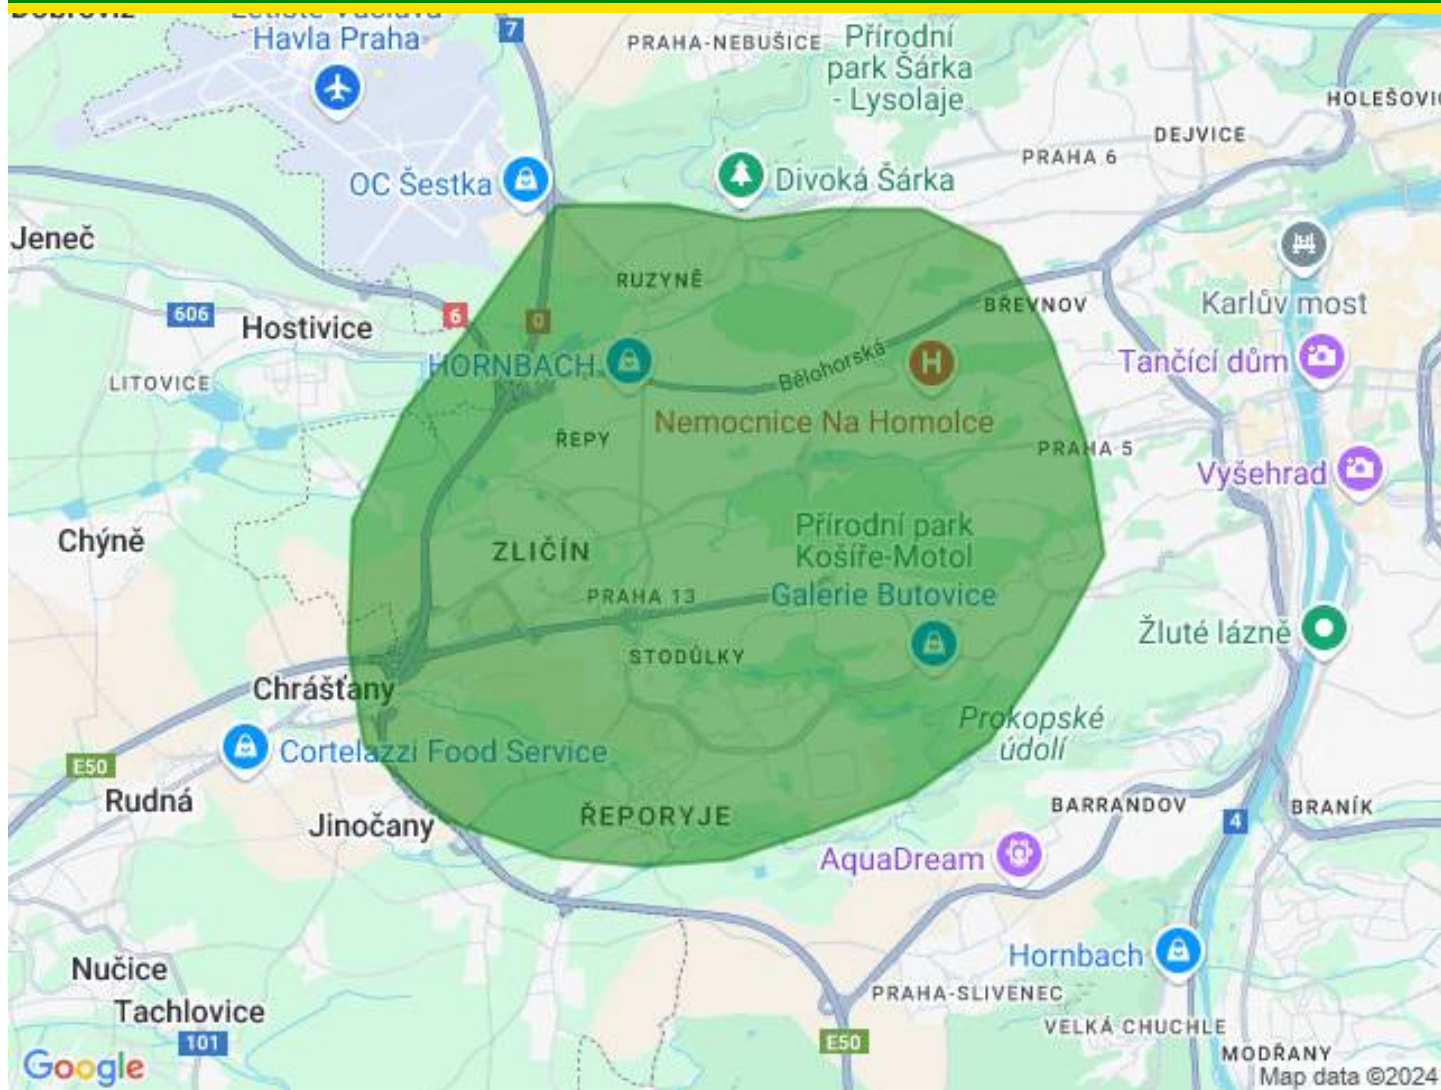 Letiště Václava
Havla Praha
7
PRAHA-NEBUŠICE
Přírodní
park Šárka
- Lysolaje
HOLEŠOVI
DEJVICE
PRAHA 6
OC Šestka
Divoká Šárka
Jeneč
RUZYNĚ
BŘEVNOV
Karlův most
606
Hostivice
6
0
HORNBACH
Bělohorská
Tančící dům
LITOVICE
Nemocnice Na Homolce
ŘEPY
PRAHA 5
Vyšehrad
Chýně
ZLIČÍN
Přírodní park
Košíře-Motol
PRAHA 13
Galerie Butovice
Žluté lázně
STODŮLKY
Chrášťany
Prokopské
údolí
Cortelazzi Food Service
E50
Rudná
Jinočany
ŘEPORYJE
BARRANDOV
4
BRANÍK
AquaDream
Hornbach
Nučice
PRAHA-SLIVENEC
Tachlovice
VELKÁ CHUCHLE
101
E50
MODŘANY
Google
Map data ©2024